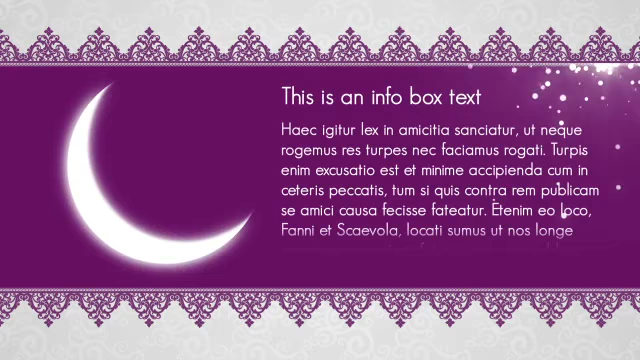 This is an info box text
Haec igitur lex in amicitia sanciatur, ut neque
rogemus res turpes nec faciamus rogati. Turpis
enim excusatio est et minime accipienda cum in
ceteris peccatis, tum si quis contra rem publicam
se amici causa fecisse fateatur. Etenim eo loco,
Fanni et Scaevola, locati sumus ut nos longe